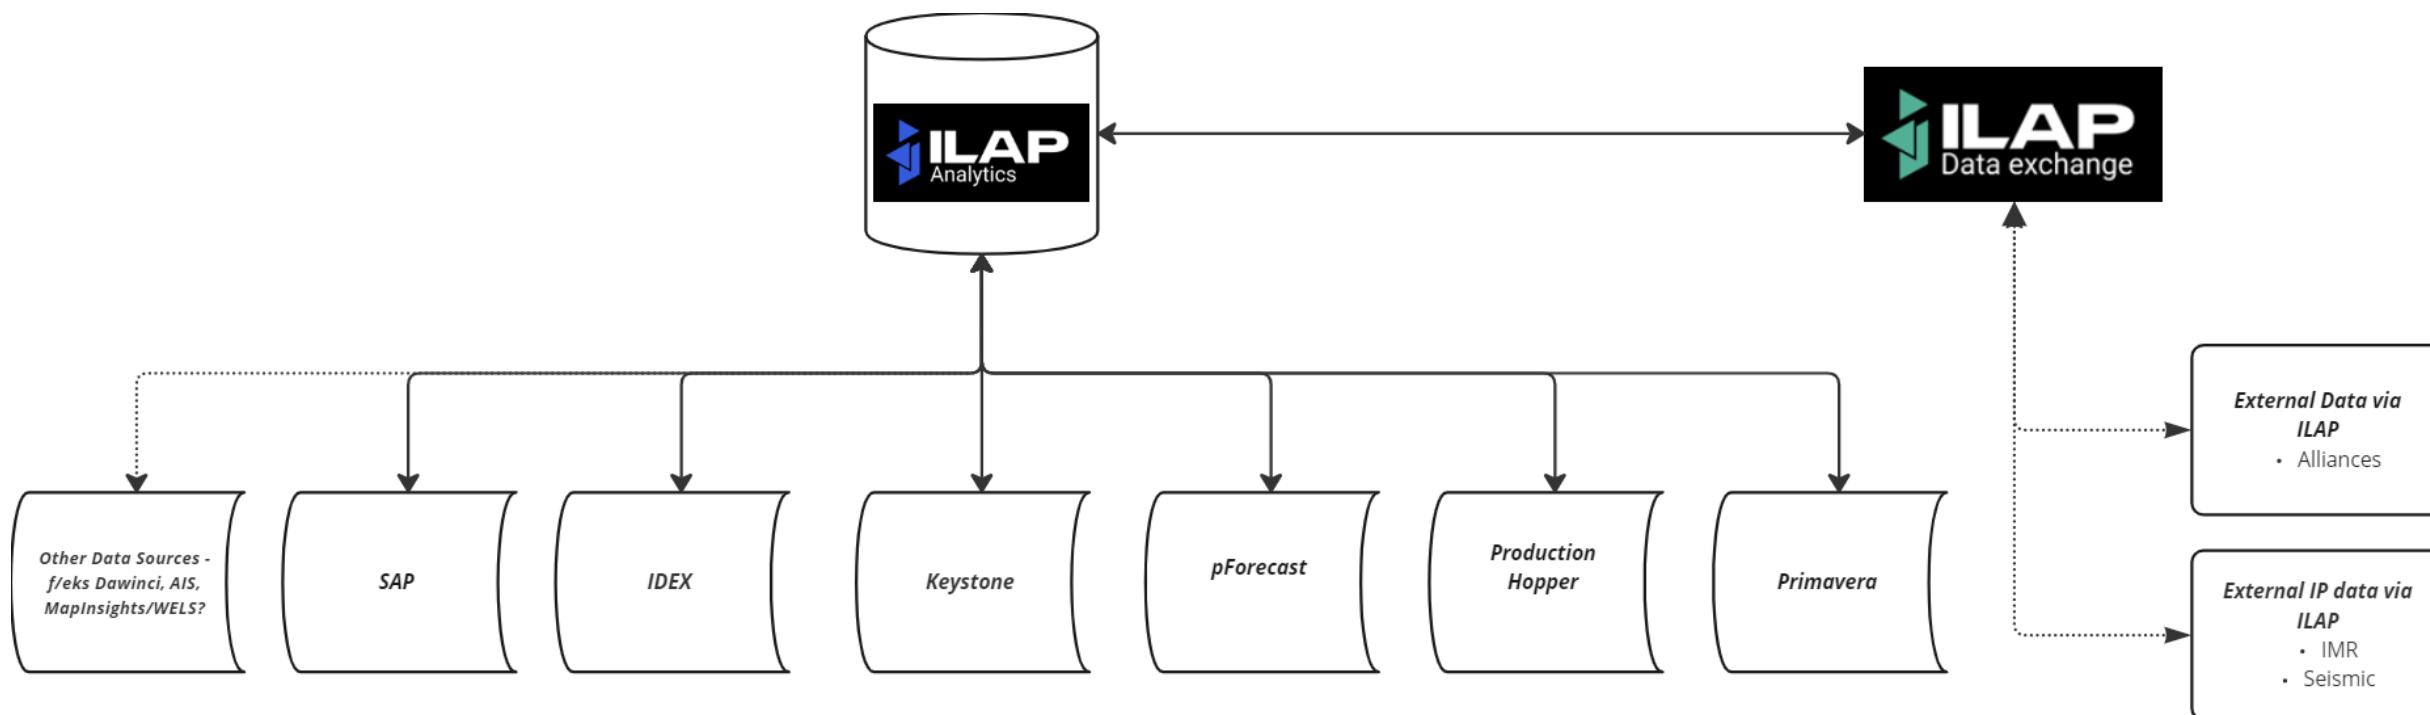 ILAP
Analytics
ILAP
Data exchange
External Data via
ILAP
• Alliances
Other Data Sources -
f/eks Dawinci, AIS,
MapInsights/WELS?
SAP
IDEX
Keystone
pForecast
Production
Hopper
Primavera
External IP data via
ILAP
• IMR
• Seismic